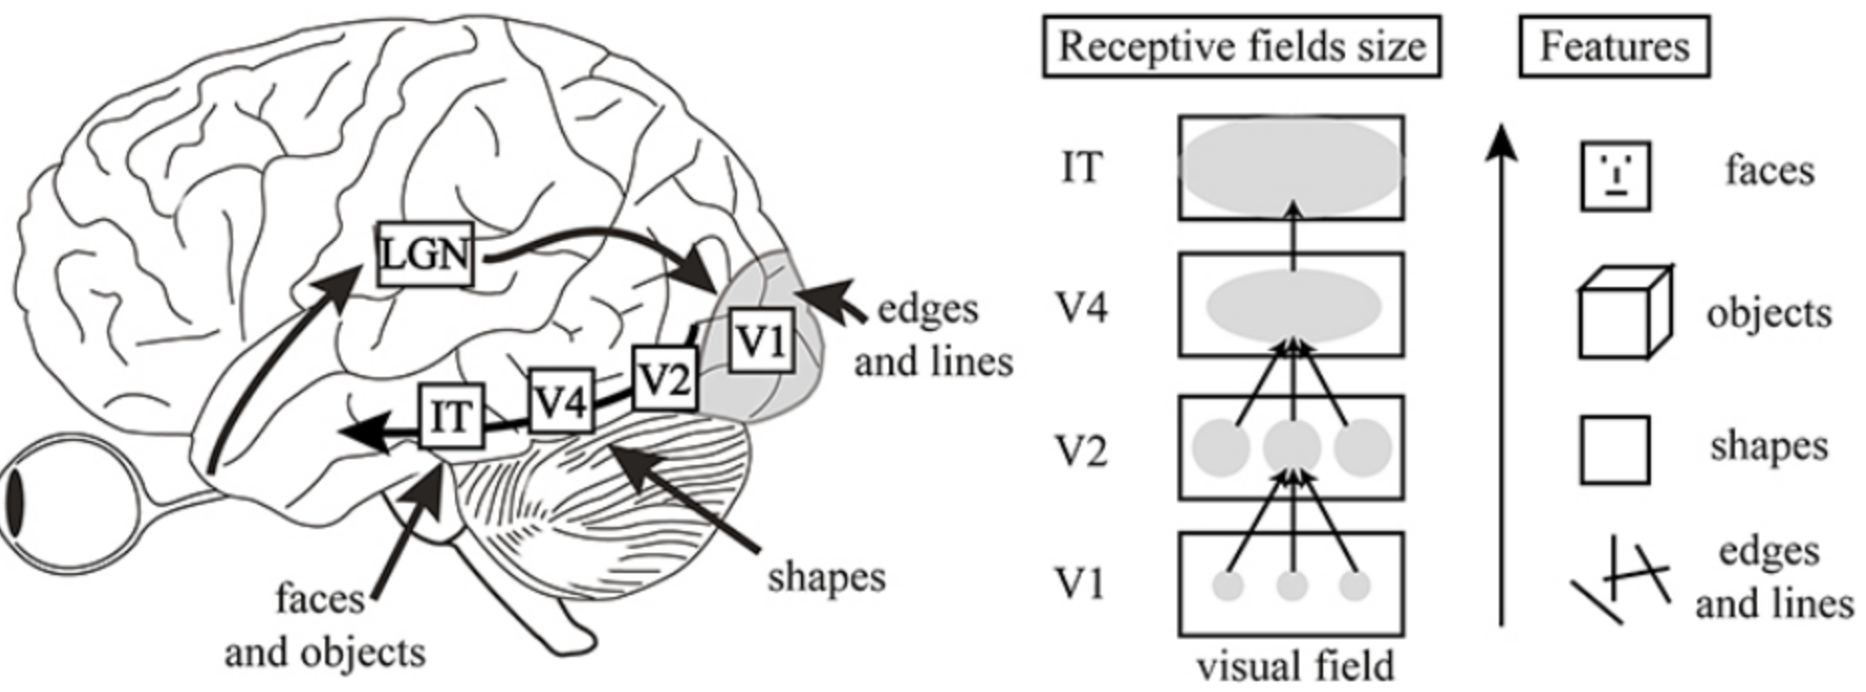 LGN
V1
V2
V4
IT
edges
and lines
shapes
faces
and objects
Receptive fields size
IT
V4
V2
V1
visual field
Features
faces
objects
shapes
edges
and lines